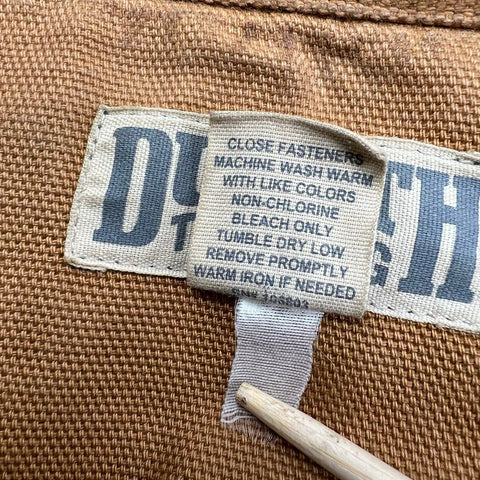 CLOSE FASTENERS
MACHINE WASH WARM
WITH LIKE COLORS
NON-CHLORINE
BLEACH ONLY
TUMBLE DRY LOW
REMOVE PROMPTLY
WARM IRON IF NEEDED